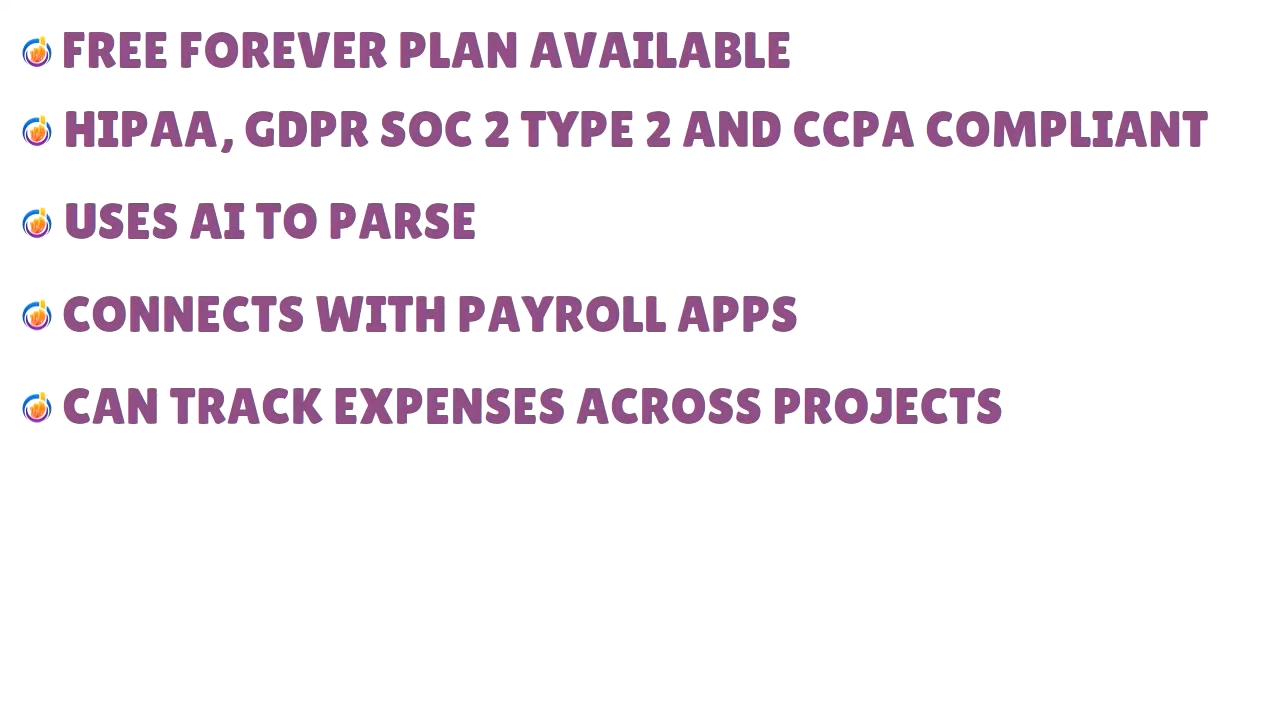 FREE FOREVER PLAN AVAILABLE
HIPAA, GDPR SOC 2 TYPE 2 AND CCPA COMPLIANT
USES AI TO PARSE
CONNECTS WITH PAYROLL APPS
CAN TRACK EXPENSES ACROSS PROJECTS